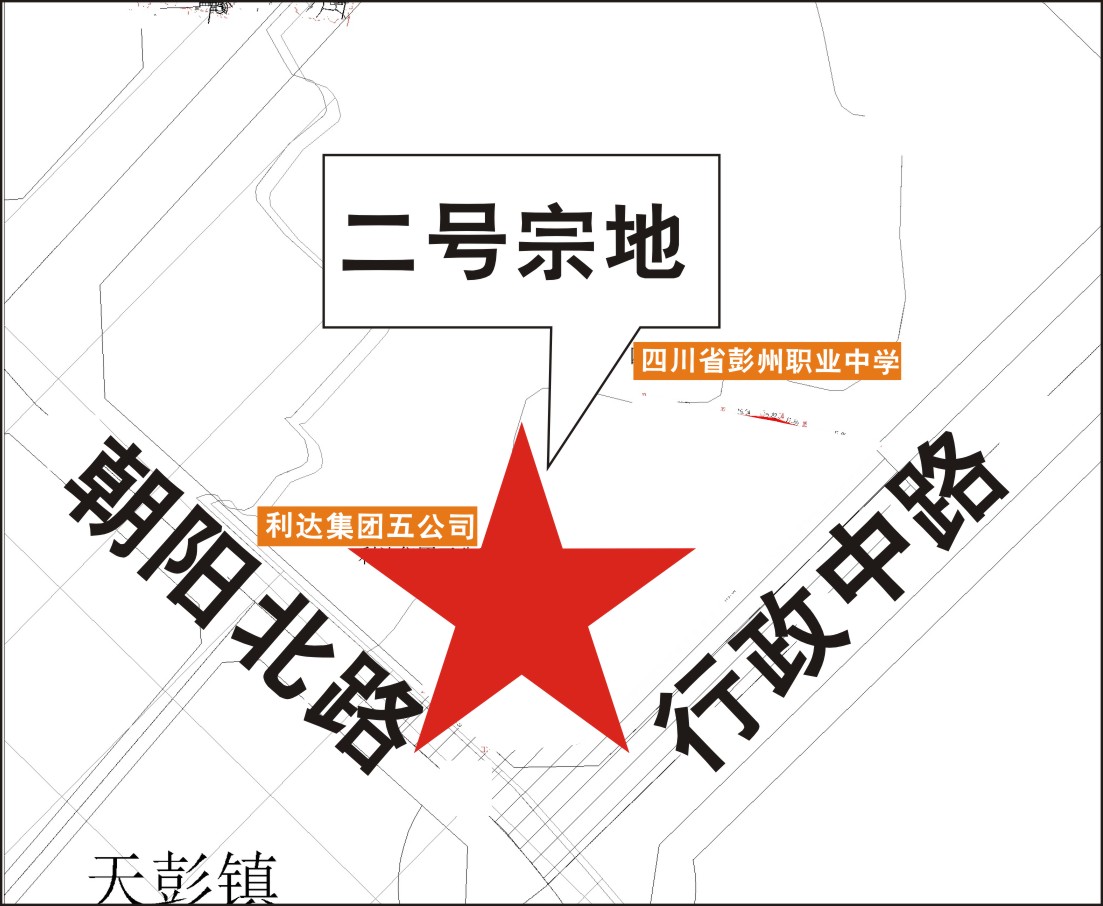 二号宗地
四川省彭州职业中学
利达集团五公司
朝阳北路
行政中路
天彭镇